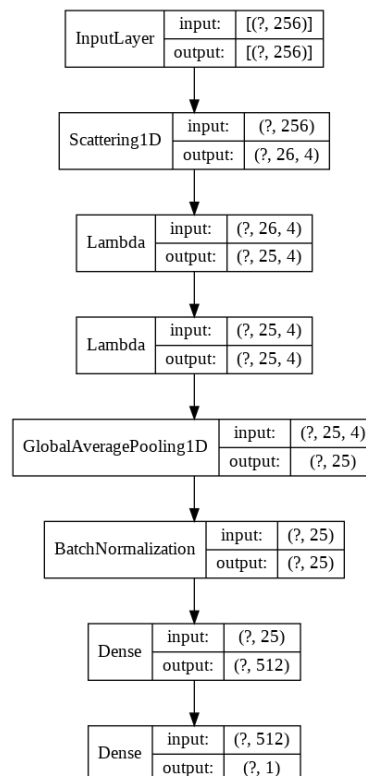 InputLayer
input: [(?, 256)]
output: [(?, 256)]
Scattering1D
input: (?, 256)
output: (?, 26, 4)
Lambda
input: (?, 26, 4)
output: (?, 25, 4)
Lambda
input: (?, 25, 4)
output: (?, 25, 4)
GlobalAveragePooling1D
input: (?, 25, 4)
output: (?, 25)
BatchNormalization
input: (?, 25)
output: (?, 25)
Dense
input: (?, 25)
output: (?, 512)
Dense
input: (?, 512)
output: (?, 1)